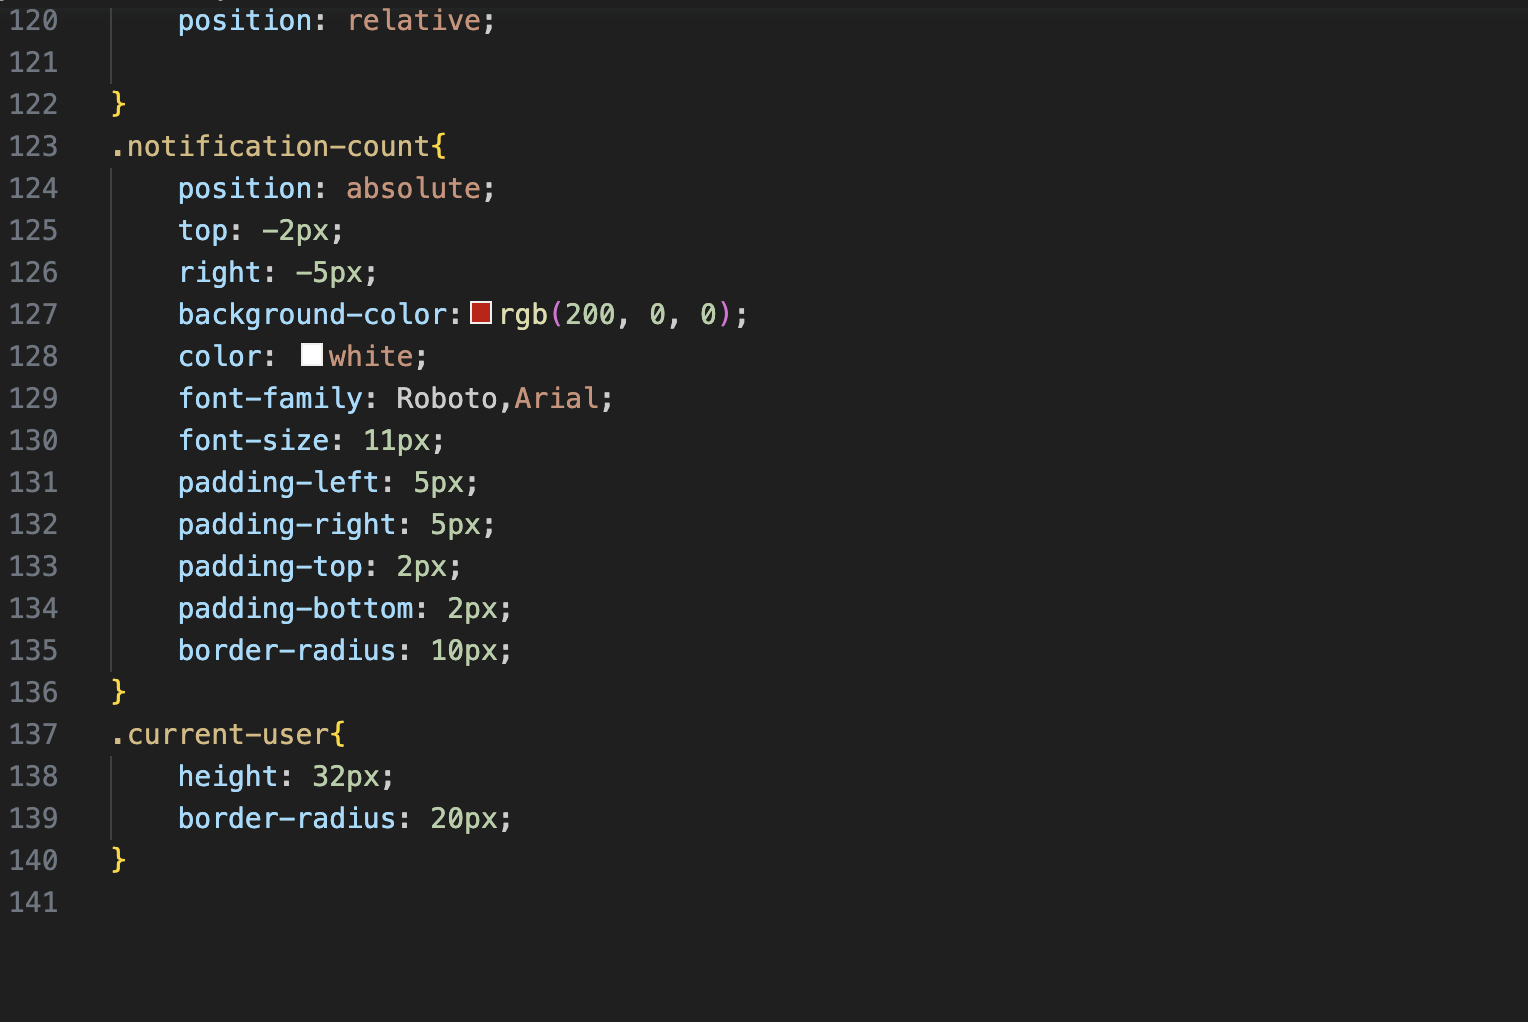 120 position: relative;
121
122 }
123 .notification-count{
124 position: absolute;
125 top: -2px;
126 right: -5px;
127 background-color: rgb(200, 0, 0);
128 color: white;
129 font-family: Roboto,Arial;
130 font-size: 11px;
131 padding-left: 5px;
132 padding-right: 5px;
133 padding-top: 2px;
134 padding-bottom: 2px;
135 border-radius: 10px;
136 }
137 .current-user{
138 height: 32px;
139 border-radius: 20px;
140 }
141